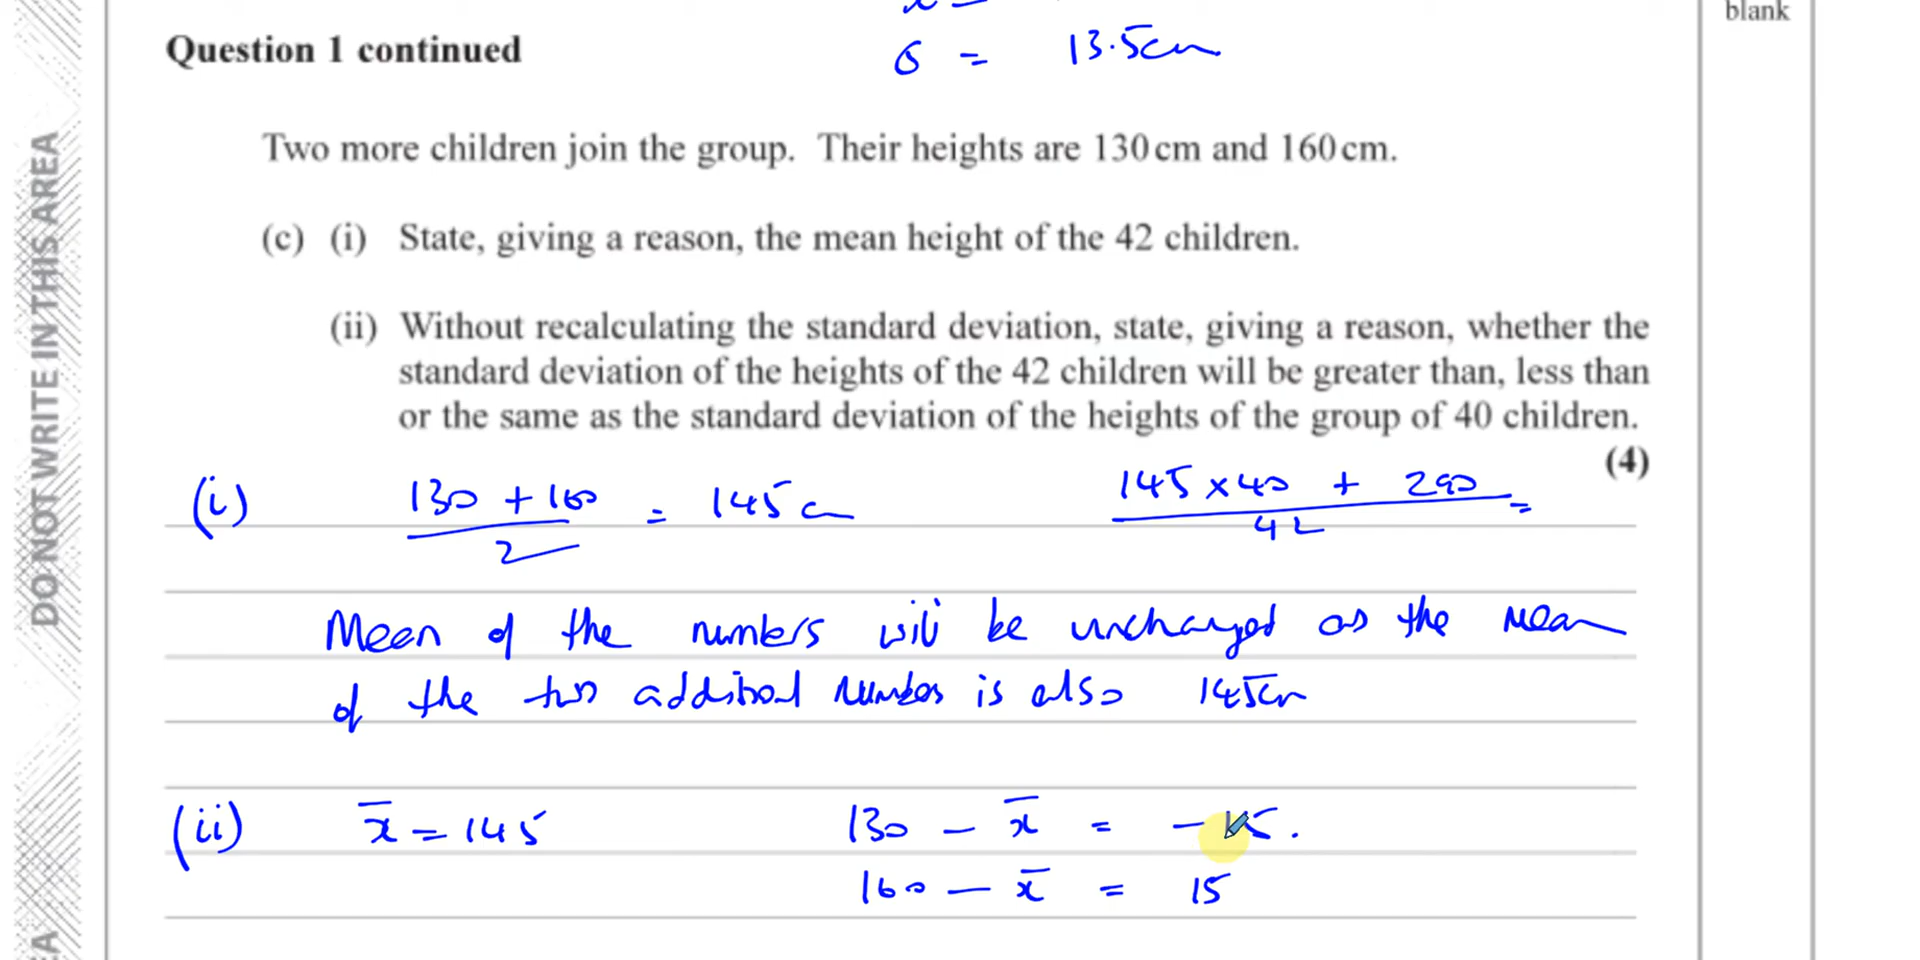 blank
Question 1 continued
σ = 13.5cm
Two more children join the group. Their heights are 130 cm and 160 cm.
(c) (i) State, giving a reason, the mean height of the 42 children.
(ii) Without recalculating the standard deviation, state, giving a reason, whether the
standard deviation of the heights of the 42 children will be greater than, less than
or the same as the standard deviation of the heights of the group of 40 children.
(4)
(i) (130 + 160)/2 = 145cm (145 × 40 + 290)/42 =
Mean of the numbers will be unchanged as the mean
of the two additional numbers is also 145cm
(ii) x̄ = 145 130 − x̄ = −15.
160 − x̄ = 15
DO NOT WRITE IN THIS AREA